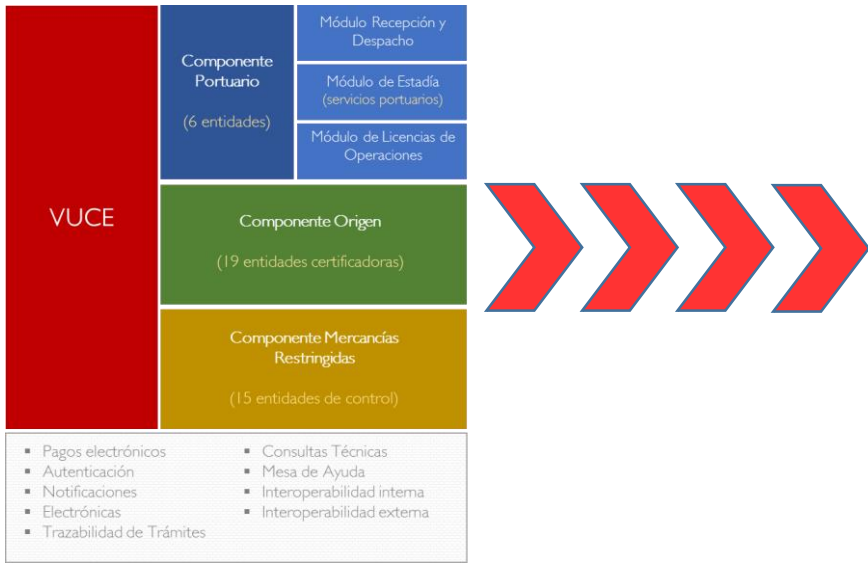 VUCE
Componente
Portuario
(6 entidades)
Módulo Recepción y
Despacho
Módulo de Estadía
(servicios portuarios)
Módulo de Licencias de
Operaciones
Componente Origen
(19 entidades certificadoras)
Componente Mercancías
Restringidas
(15 entidades de control)
▪ Pagos electrónicos
▪ Autenticación
▪ Notificaciones
▪ Electrónicas
▪ Trazabilidad de Trámites
▪ Consultas Técnicas
▪ Mesa de Ayuda
▪ Interoperabilidad interna
▪ Interoperabilidad externa